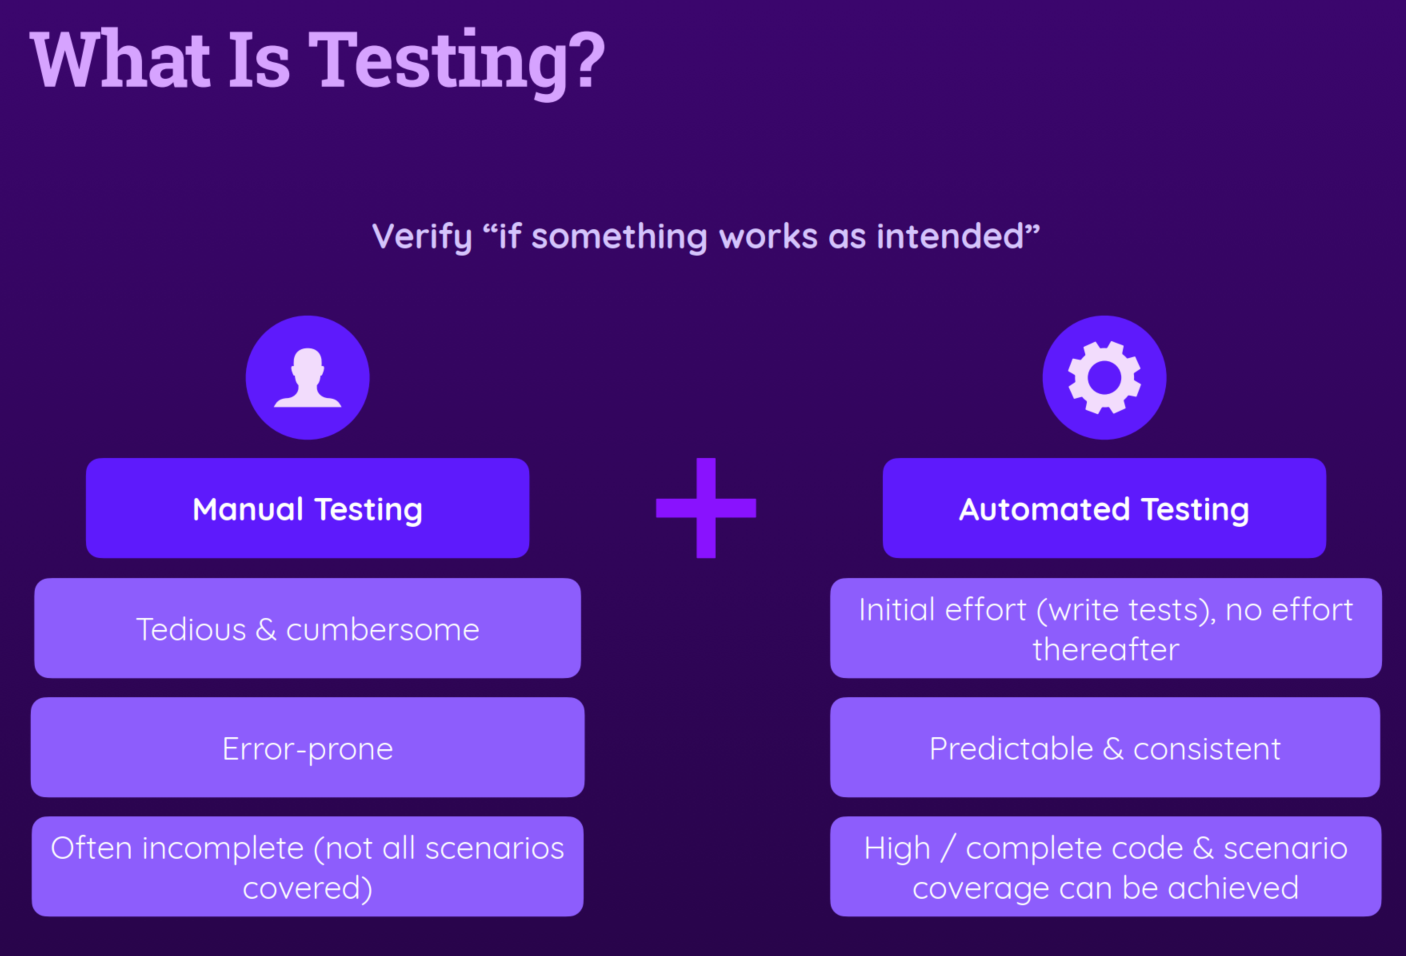 What Is Testing?
Verify “if something works as intended”
Manual Testing
Tedious & cumbersome
Error-prone
Often incomplete (not all scenarios
covered)
Automated Testing
Initial effort (write tests), no effort
thereafter
Predictable & consistent
High / complete code & scenario
coverage can be achieved